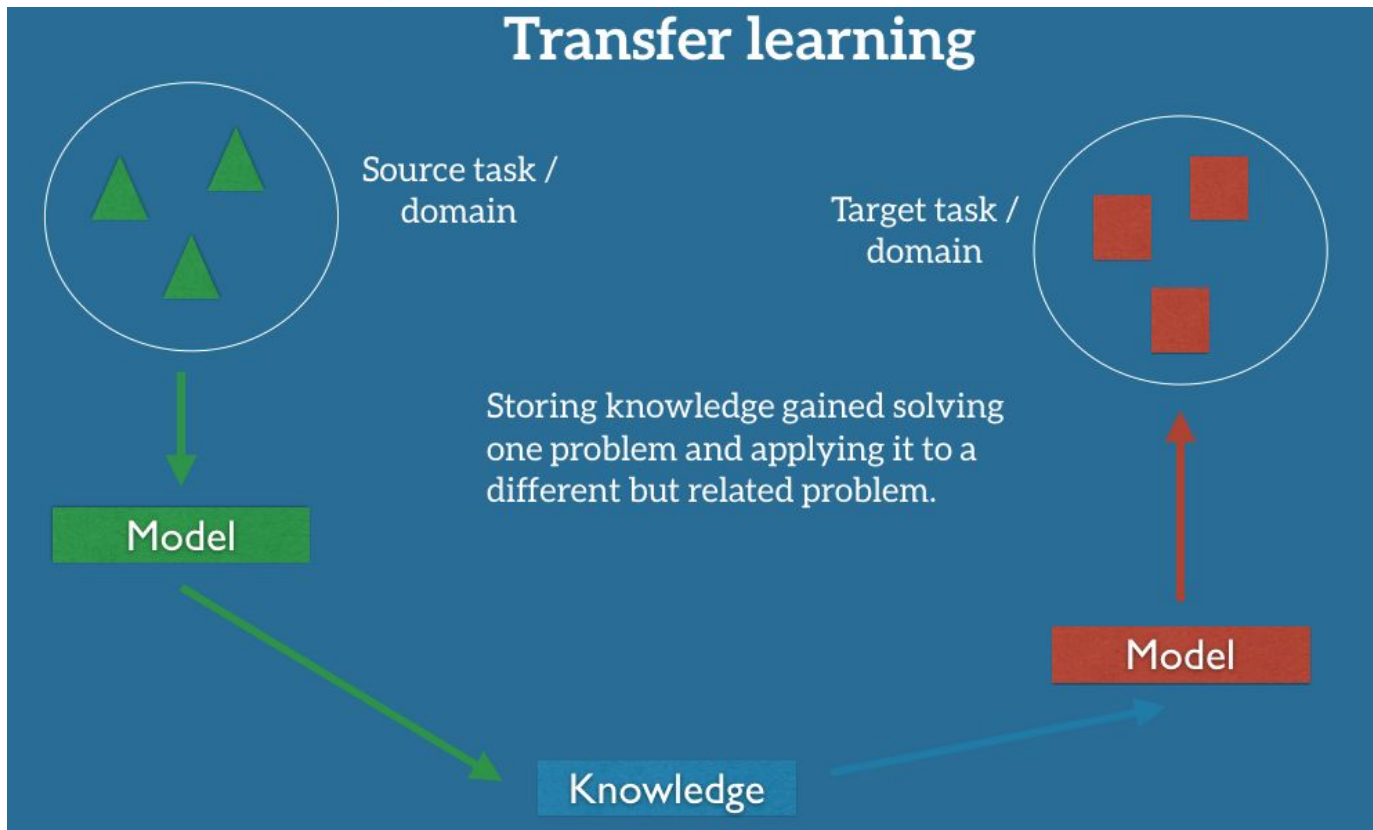 Transfer learning
Source task /
domain
Target task /
domain
Storing knowledge gained solving
one problem and applying it to a
different but related problem.
Model
Model
Knowledge